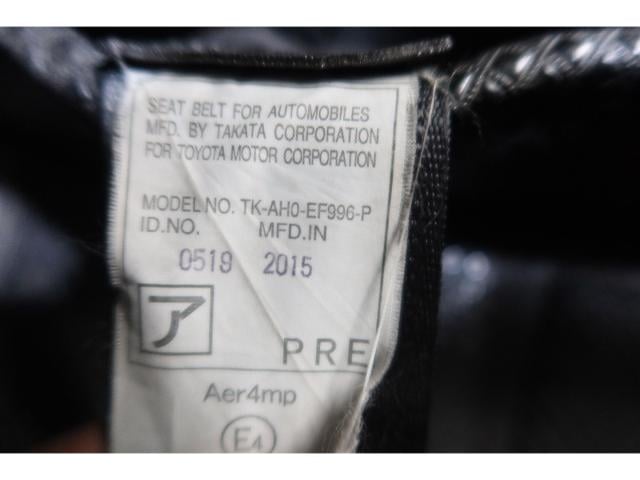 SEAT BELT FOR AUTOMOBILES
MFD. BY TAKATA CORPORATION
FOR TOYOTA MOTOR CORPORATION
MODEL NO. TK-AH0-EF996-P
ID.NO. MFD.IN
0519 2015
ア
PRE
Aer4mp
E4